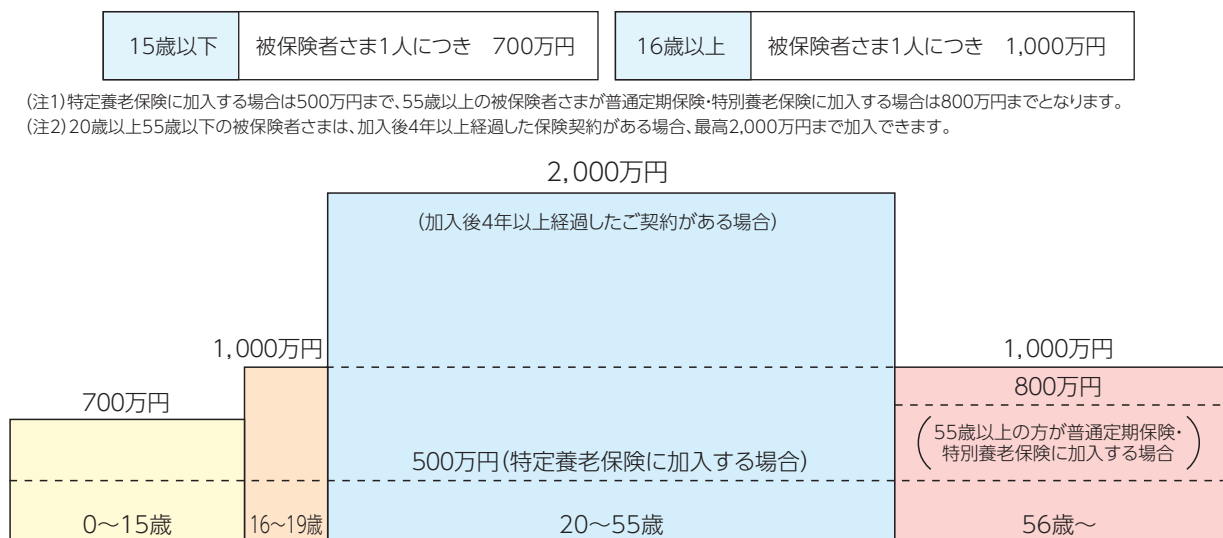 15歳以下 被保険者さま1人につき 700万円 16歳以上 被保険者さま1人につき 1,000万円
(注1)特定養老保険に加入する場合は500万円まで、55歳以上の被保険者さまが普通定期保険・特別養老保険に加入する場合は800万円までとなります。
(注2)20歳以上55歳以下の被保険者さまは、加入後4年以上経過した保険契約がある場合、最高2,000万円まで加入できます。
2,000万円
(加入後4年以上経過したご契約がある場合)
1,000万円
1,000万円
700万円
800万円
(55歳以上の方が普通定期保険・
特別養老保険に加入する場合)
500万円(特定養老保険に加入する場合)
0〜15歳 16〜19歳 20〜55歳 56歳〜